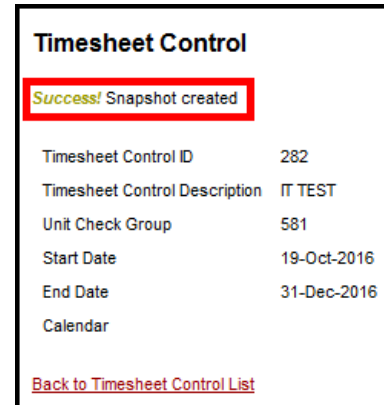 Timesheet Control
Success! Snapshot created
Timesheet Control ID 282
Timesheet Control Description IT TEST
Unit Check Group 581
Start Date 19-Oct-2016
End Date 31-Dec-2016
Calendar
Back to Timesheet Control List